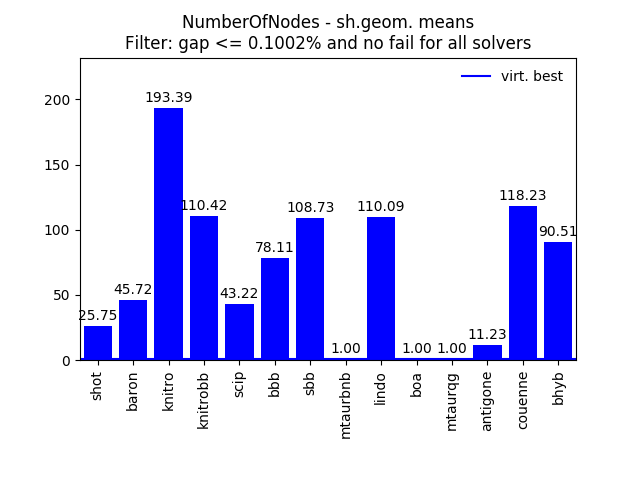 NumberOfNodes - sh.geom. means
Filter: gap <= 0.1002% and no fail for all solvers
virt. best
200
150
100
50
0
25.75
45.72
193.39
110.42
43.22
78.11
108.73
1.00
110.09
1.00
1.00
11.23
118.23
90.51
shot
baron
knitro
knitrobb
scip
bbb
sbb
mtaurbnb
lindo
boa
mtaurqg
antigone
couenne
bhyb